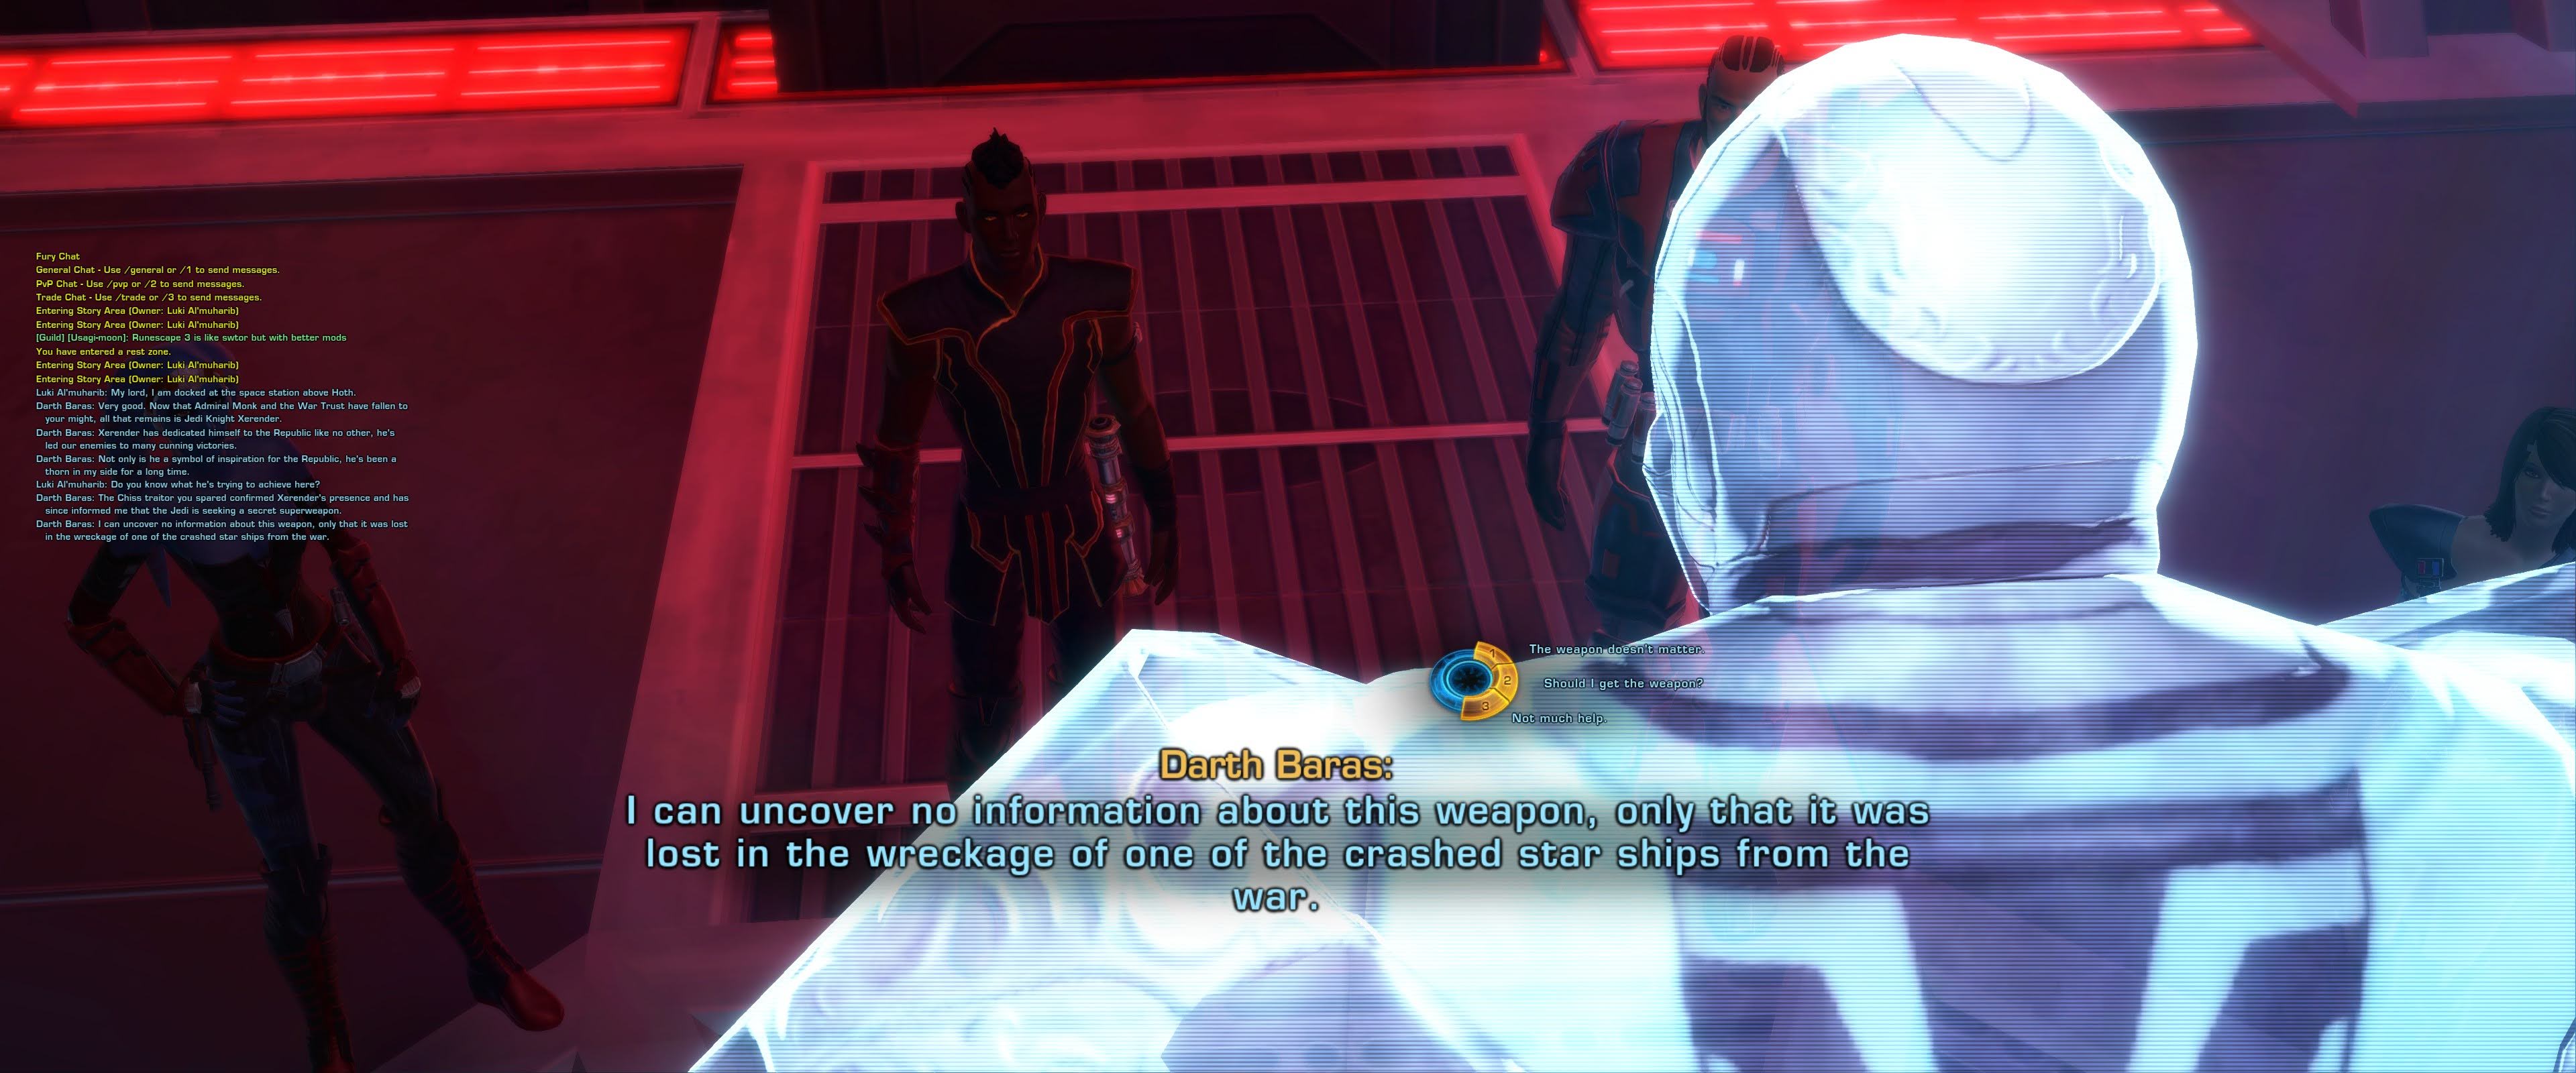 Fury Chat
General Chat - Use /general or /1 to send messages.
PvP Chat - Use /pvp or /2 to send messages.
Trade Chat - Use /trade or /3 to send messages.
Entering Story Area (Owner: Luki Al'muharib)
Entering Story Area (Owner: Luki Al'muharib)
[Guild] [Usagi-moon]: Runescape 3 is like swtor but with better mods
You have entered a rest zone.
Entering Story Area (Owner: Luki Al'muharib)
Entering Story Area (Owner: Luki Al'muharib)
Luki Al'muharib: My lord, I am docked at the space station above Hoth.
Darth Baras: Very good. Now that Admiral Monk and the War Trust have fallen to
your might, all that remains is Jedi Knight Xerender.
Darth Baras: Xerender has dedicated himself to the Republic like no other, he's
led our enemies to many cunning victories.
Darth Baras: Not only is he a symbol of inspiration for the Republic, he's been a
thorn in my side for a long time.
Luki Al'muharib: Do you know what he's trying to achieve here?
Darth Baras: The Chiss traitor you spared confirmed Xerender's presence and has
since informed me that the Jedi is seeking a secret superweapon.
Darth Baras: I can uncover no information about this weapon, only that it was lost
in the wreckage of one of the crashed star ships from the war.
1 The weapon doesn't matter.
2 Should I get the weapon?
3 Not much help.
Darth Baras:
I can uncover no information about this weapon, only that it was
lost in the wreckage of one of the crashed star ships from the
war.